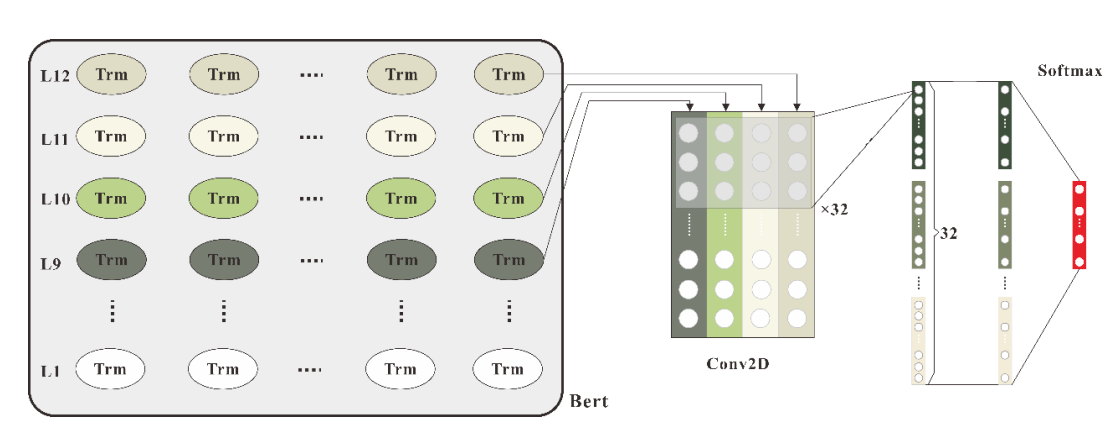 L12 Trm Trm Trm Trm
L11 Trm Trm Trm Trm
L10 Trm Trm Trm Trm
L9 Trm Trm Trm Trm
L1 Trm Trm Trm Trm
Bert
×32
Conv2D
32
Softmax